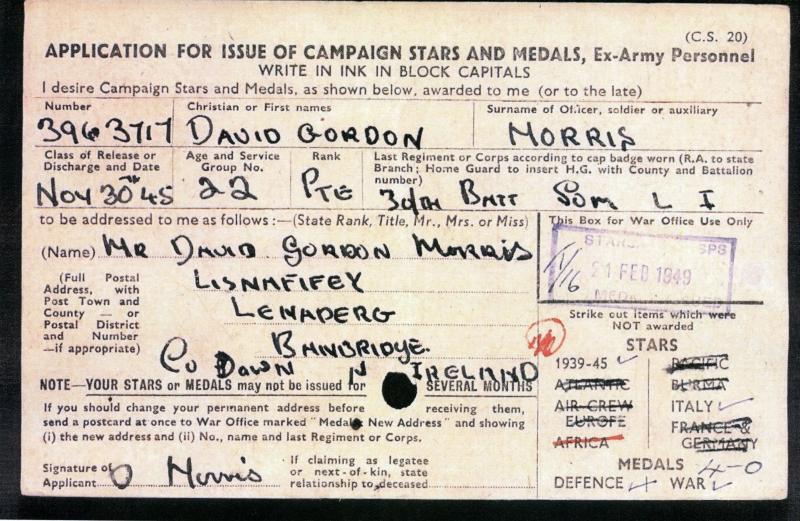 (C.S. 20)
APPLICATION FOR ISSUE OF CAMPAIGN STARS AND MEDALS, Ex-Army Personnel
WRITE IN INK IN BLOCK CAPITALS
I desire Campaign Stars and Medals, as shown below, awarded to me (or to the late)
Number Christian or First names Surname of Officer, soldier or auxiliary
3963717 DAVID GORDON MORRIS
Class of Release or Discharge and Date Age and Service Group No. Rank Last Regiment or Corps according to cap badge worn (R.A. to state Branch; Home Guard to insert H.G. with County and Battalion number)
NOV 30TH 45 22 PTE 30TH BATT SOM L I
to be addressed to me as follows:—(State Rank, Title, Mr., Mrs. or Miss)
This Box for War Office Use Only
(Name) MR DAVID GORDON MORRIS
(Full Postal Address, with Post Town and County — or Postal District and Number —if appropriate)
LISNAFIFEY
LENADERG
BAINBRIDGE
CO DOWN N IRELAND
STARS
21 FEB 1949
MEDALS ISSUED
1/16
NOTE—YOUR STARS or MEDALS may not be issued for SEVERAL MONTHS
If you should change your permanent address before receiving them,
send a postcard at once to War Office marked "Medals New Address" and showing
(i) the new address and (ii) No., name and last Regiment or Corps.
Signature of Applicant D Morris
If claiming as legatee
or next-of-kin, state
relationship to deceased
Strike out items which were
NOT awarded
STARS
1939-45 PACIFIC
ATLANTIC BURMA
AIR CREW ITALY
EUROPE FRANCE &
AFRICA GERMANY
MEDALS 4-0
DEFENCE WAR